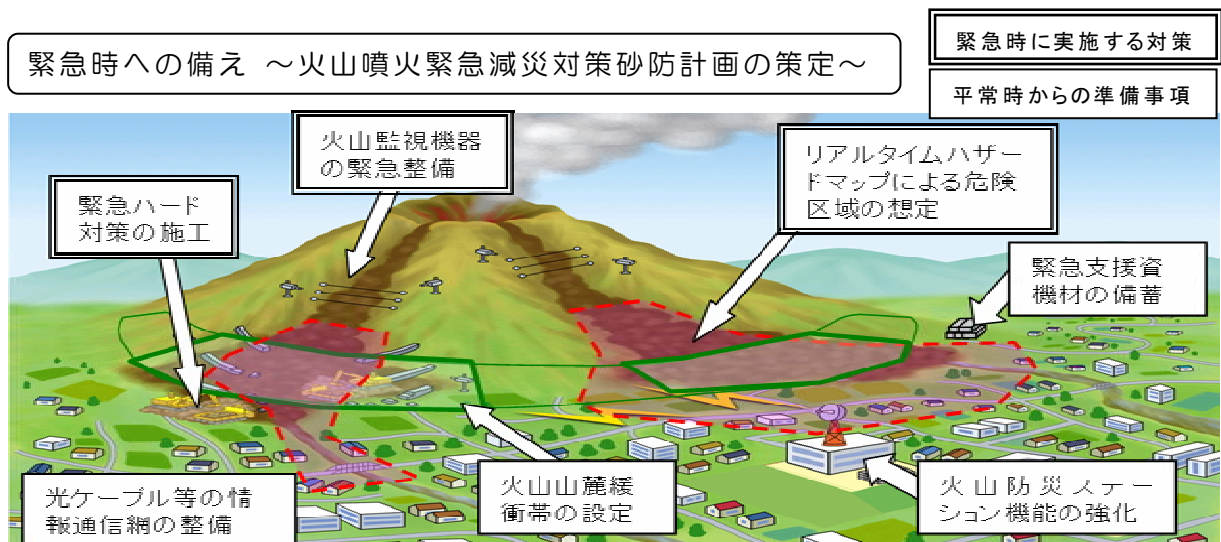 緊急時への備え ～火山噴火緊急減災対策砂防計画の策定～
緊急時に実施する対策
平常時からの準備事項
火山監視機器
の緊急整備
リアルタイムハザー
ドマップによる危険
区域の想定
緊急ハード
対策の施工
緊急支援資
機材の備蓄
光ケーブル等の情
報通信網の整備
火山山麓緩
衝帯の設定
火山防災ステー
ション機能の強化